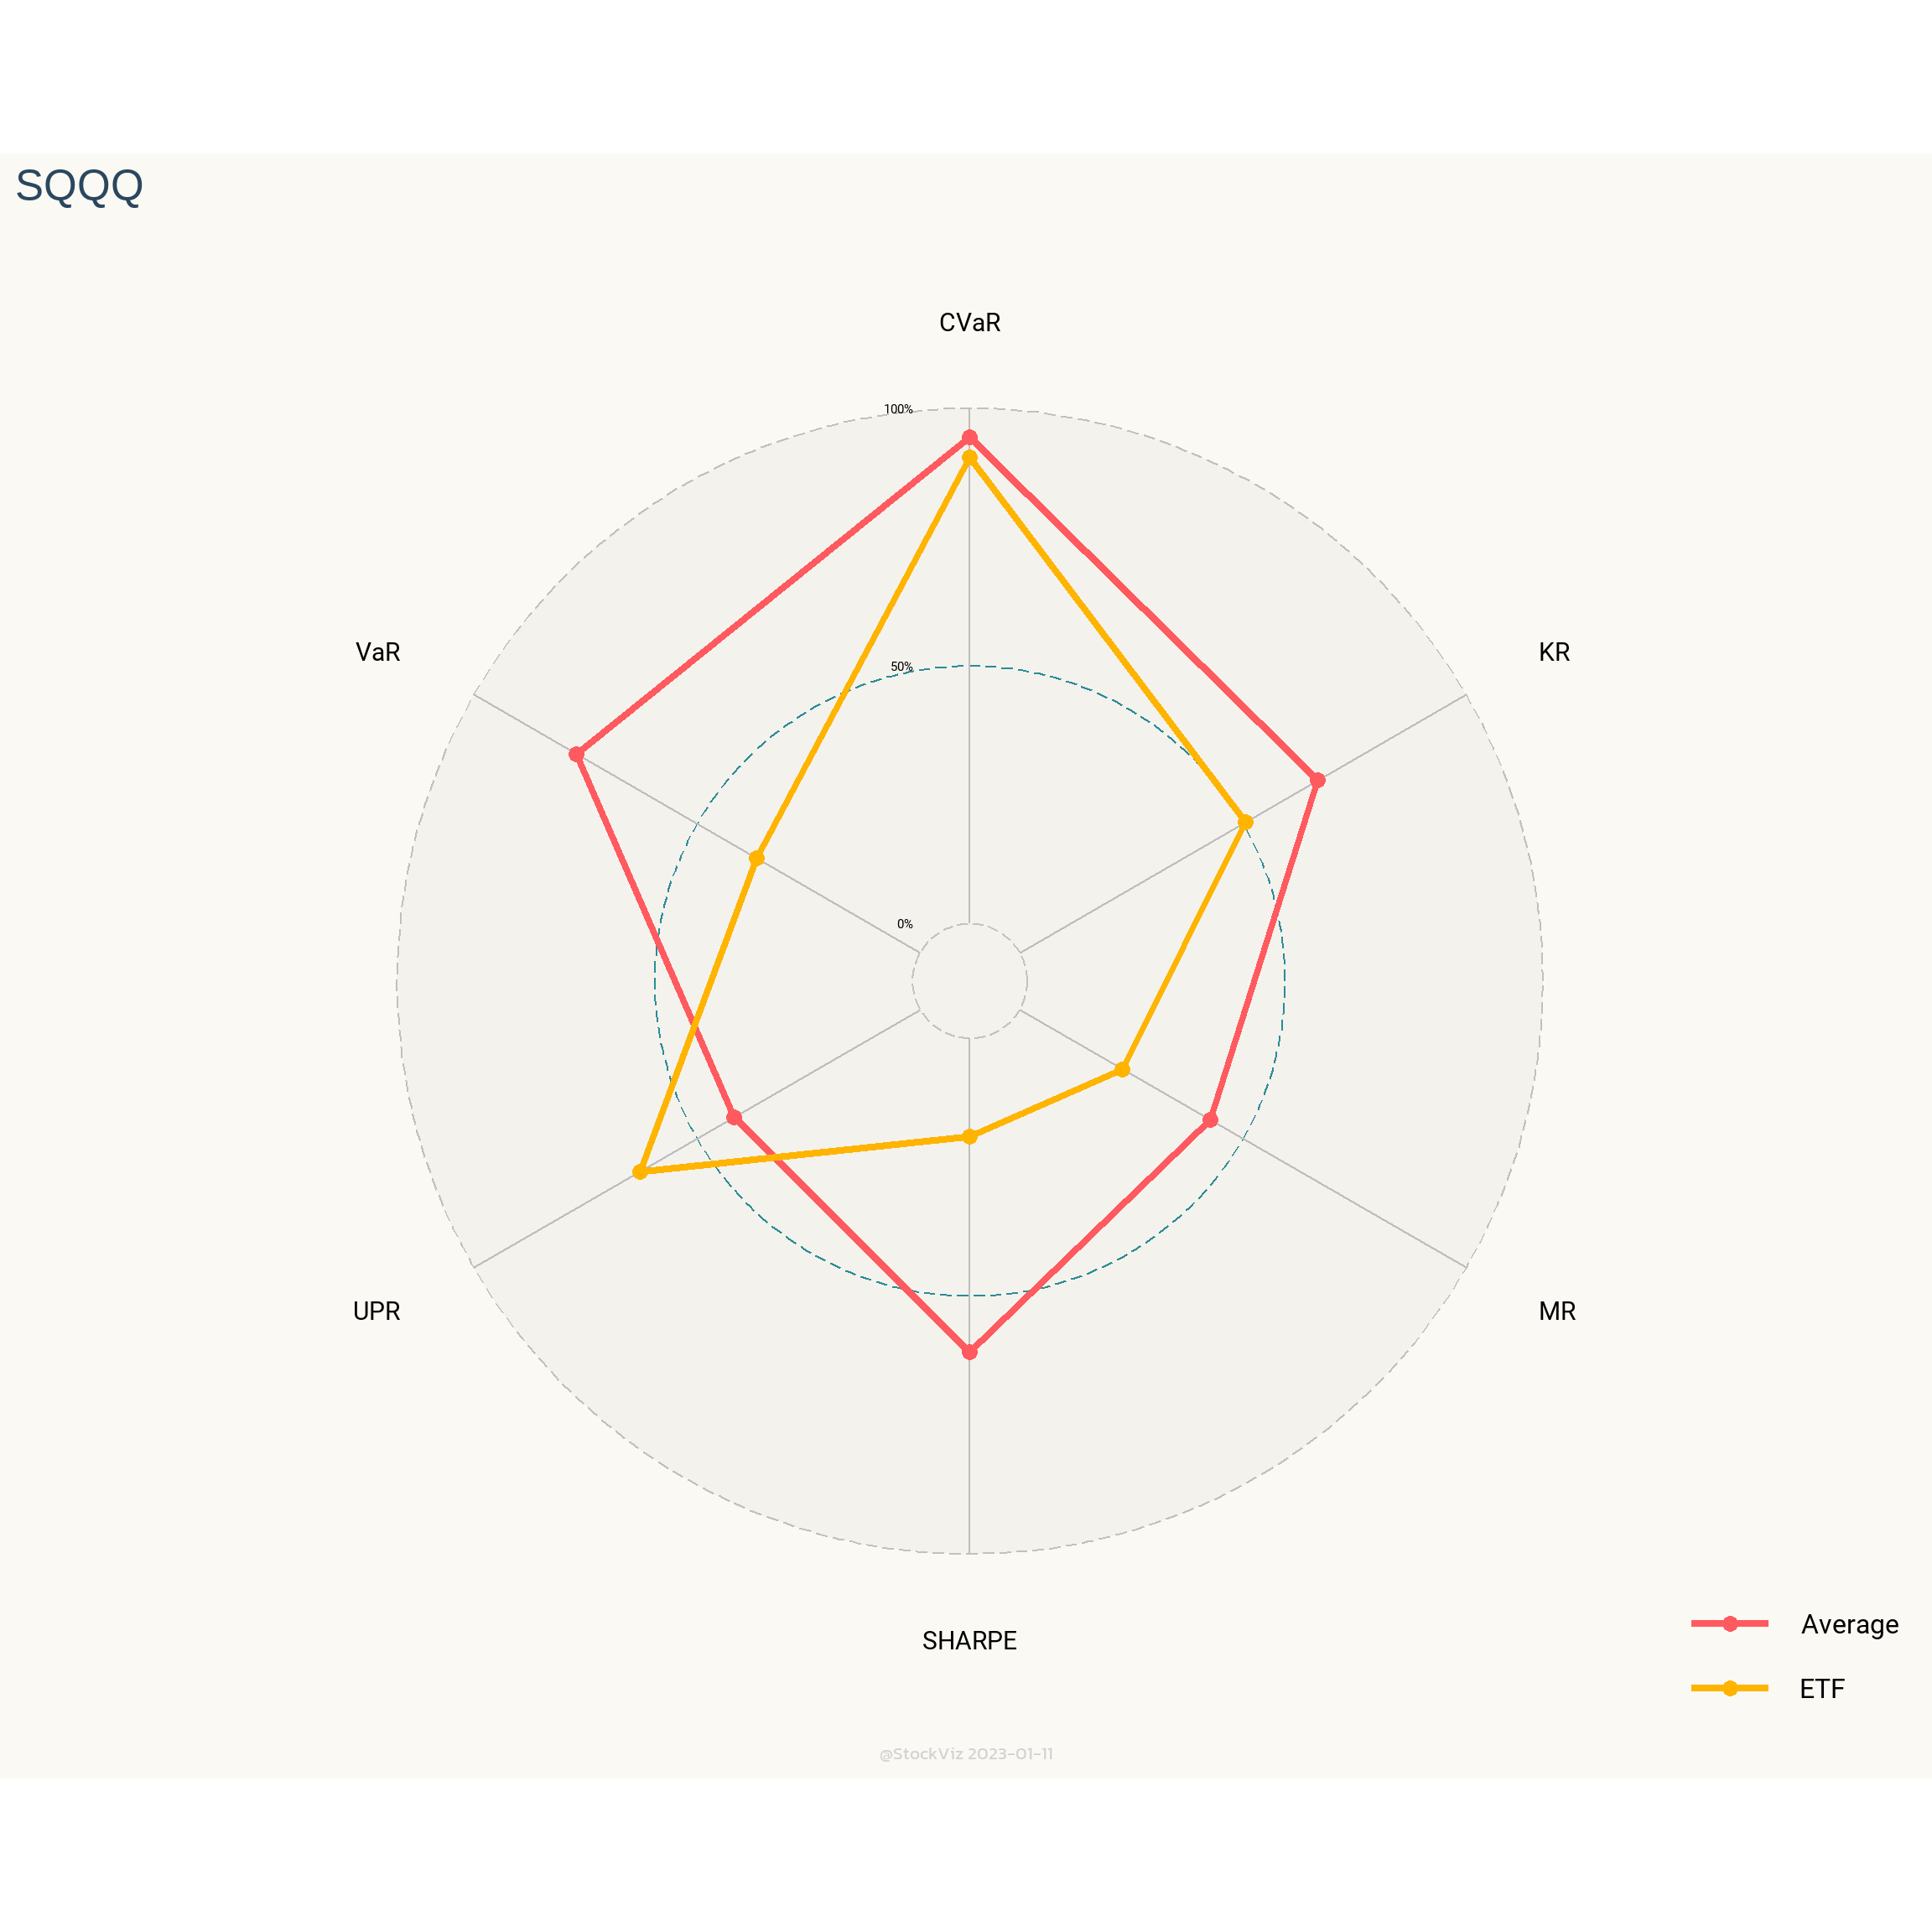 SQQQ
CVaR
100%
VaR
KR
50%
0%
UPR
MR
SHARPE
Average
ETF
@StockViz 2023-01-11